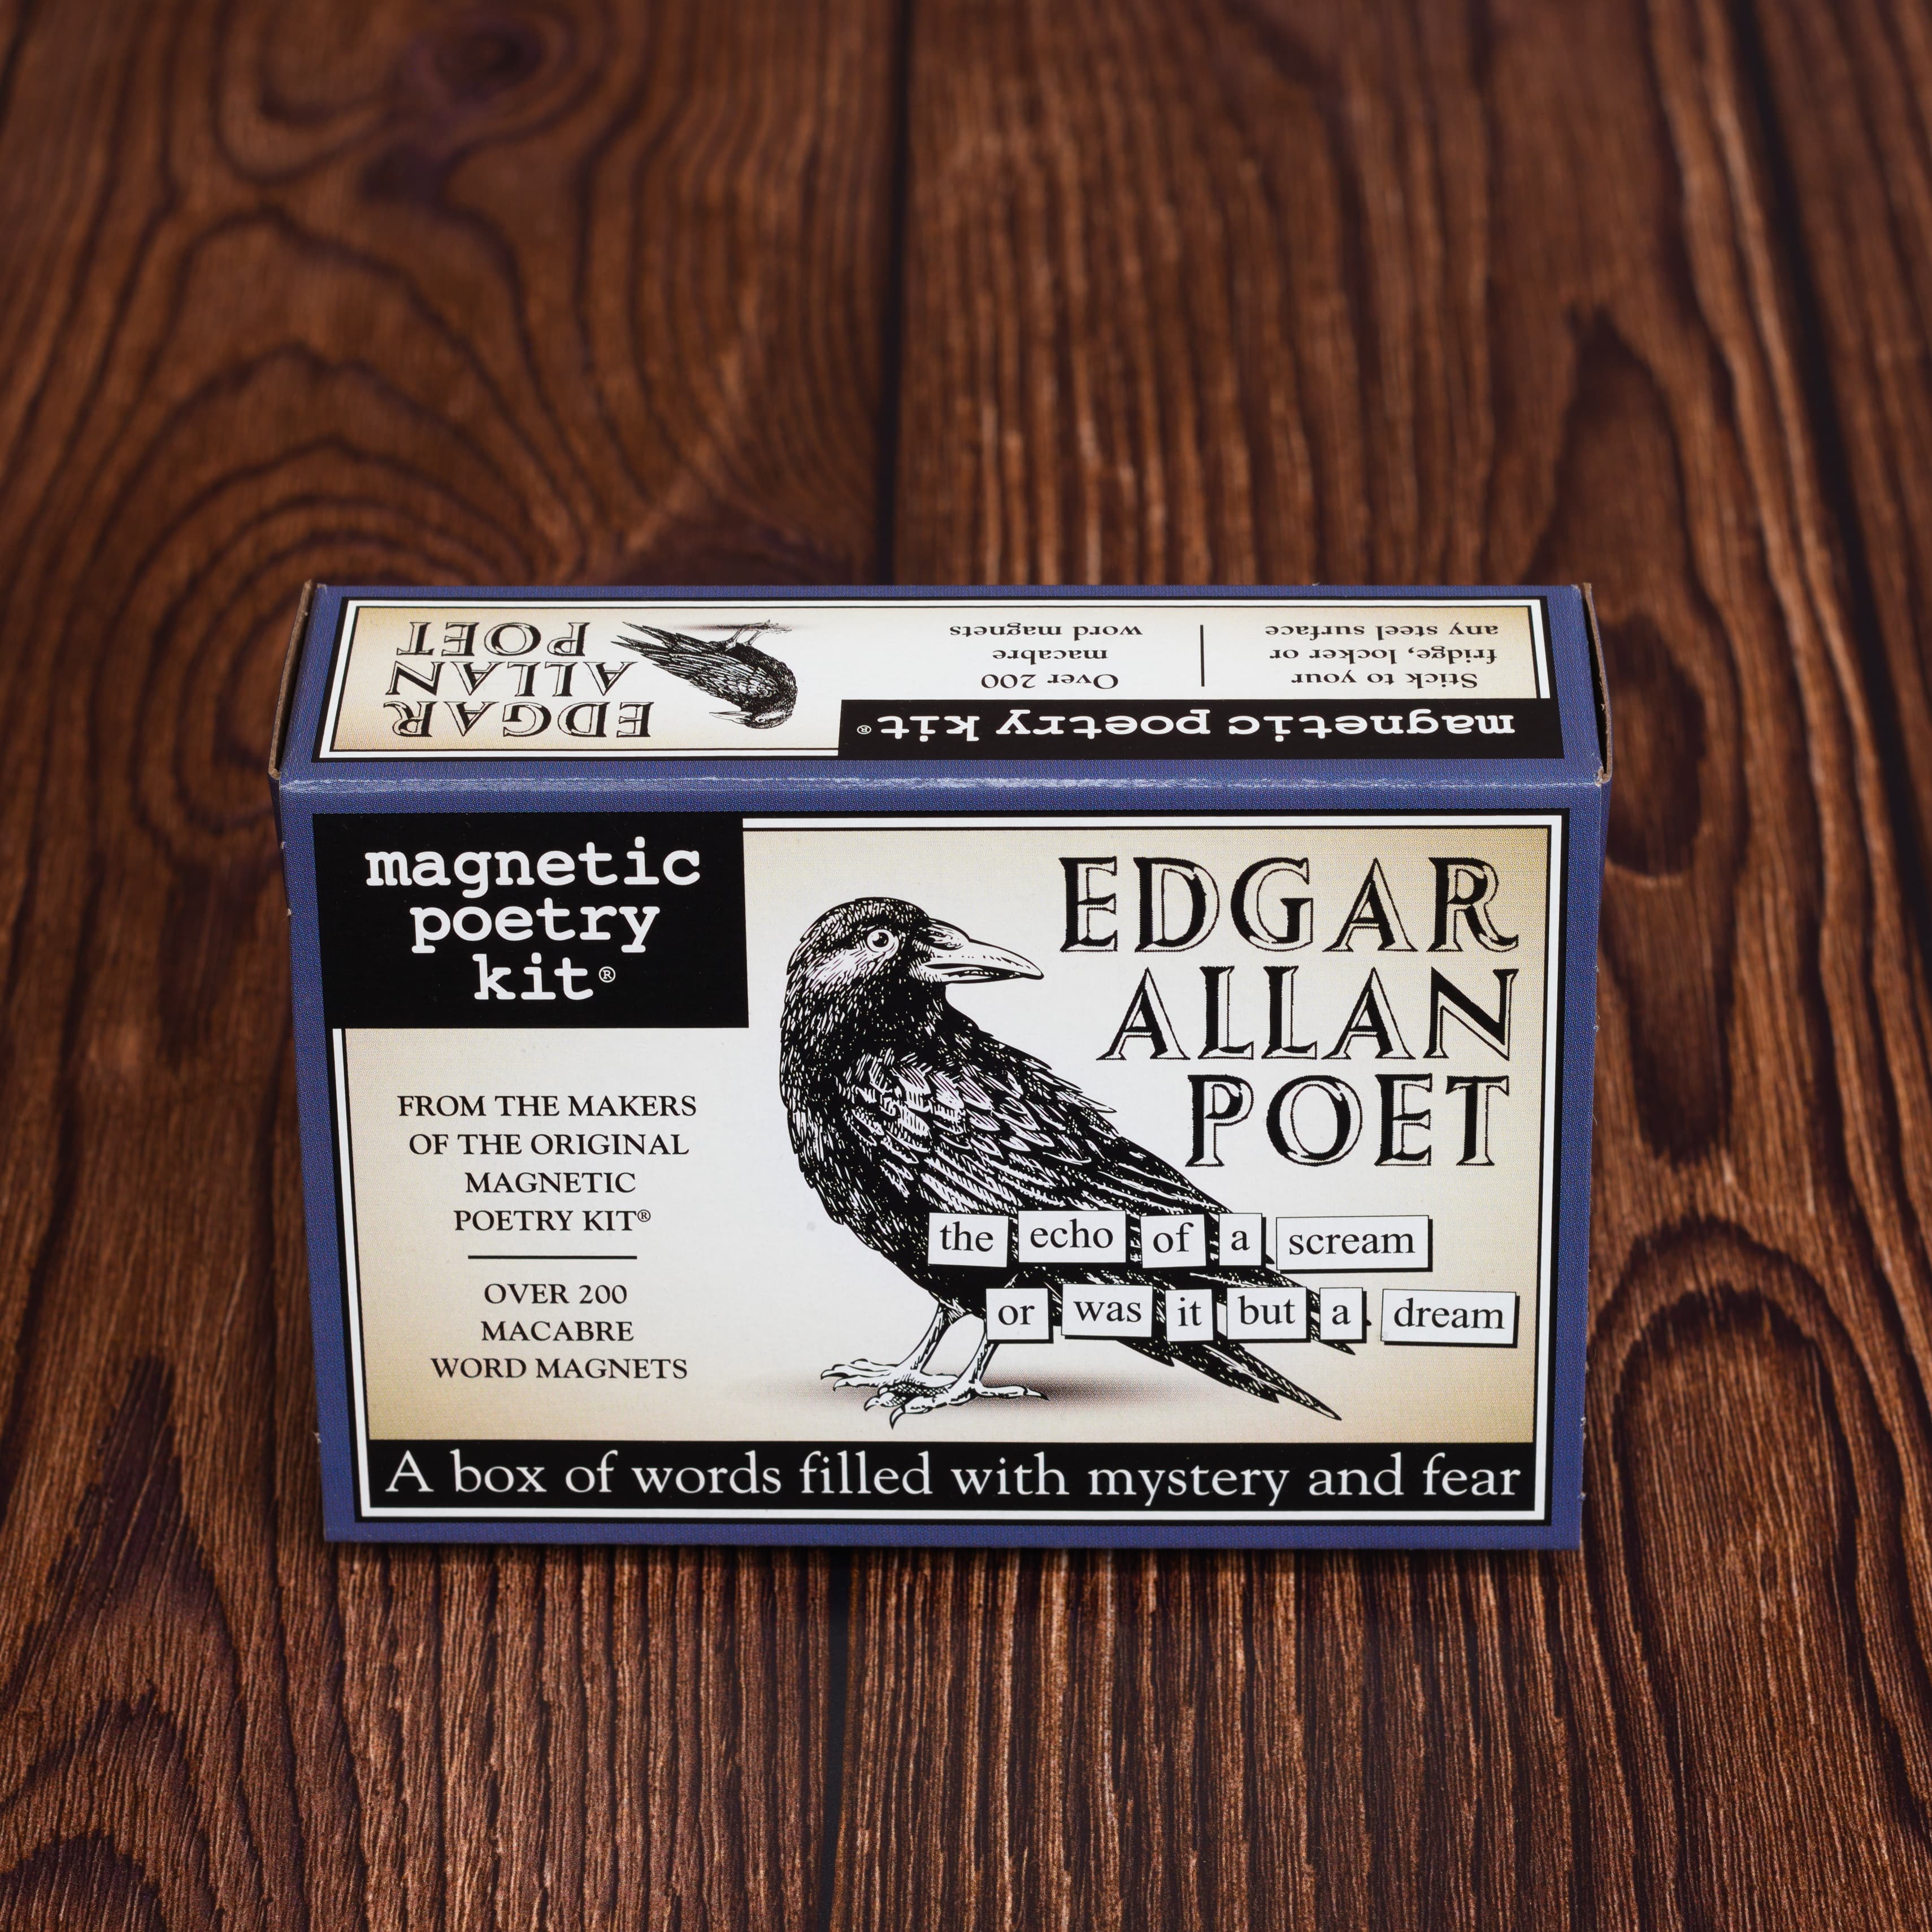 EDGAR
ALLAN
POET
Over 200
macabre
word magnets
Stick to your
fridge, locker or
any steel surface
magnetic poetry kit®
magnetic
poetry
kit®
EDGAR
ALLAN
POET
FROM THE MAKERS
OF THE ORIGINAL
MAGNETIC
POETRY KIT®
OVER 200
MACABRE
WORD MAGNETS
the echo of a scream
or was it but a dream
A box of words filled with mystery and fear